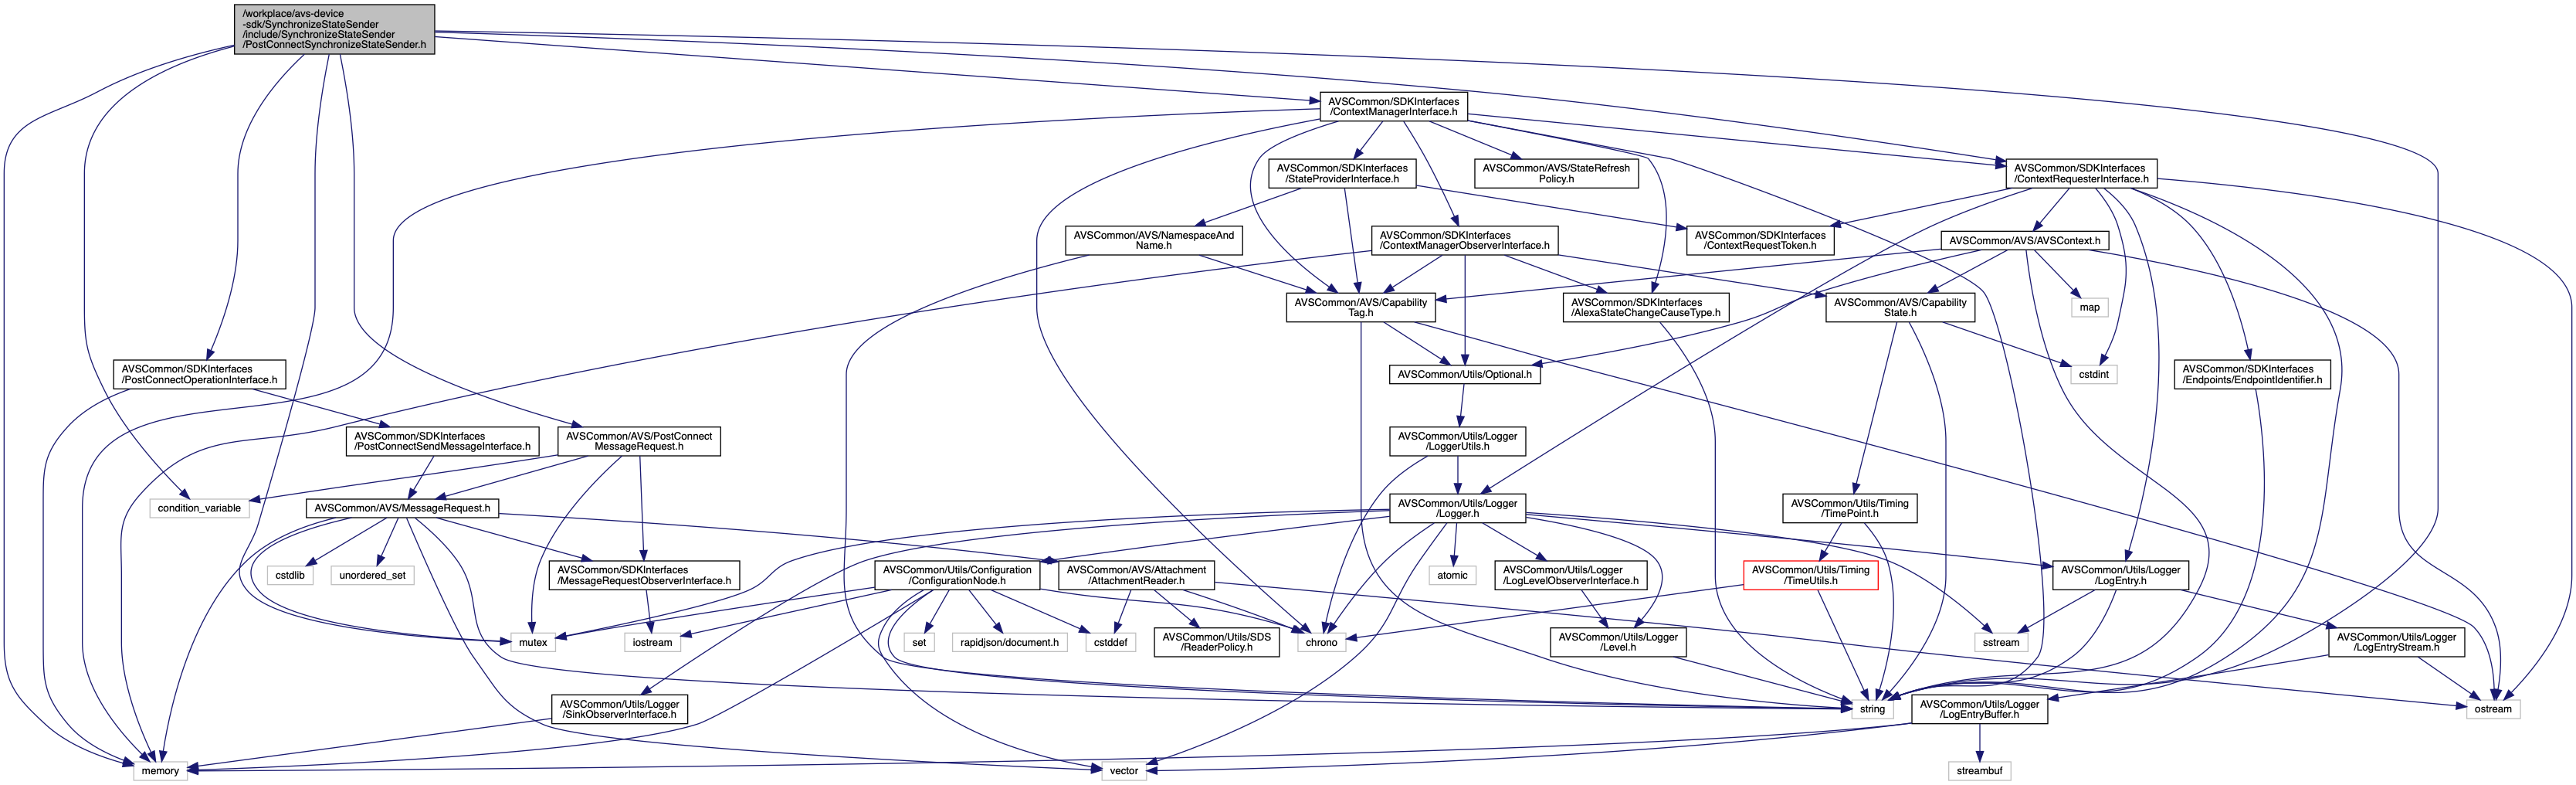 /workplace/avs-device
-sdk/SynchronizeStateSender
/include/SynchronizeStateSender
/PostConnectSynchronizeStateSender.h
AVSCommon/SDKInterfaces
/ContextManagerInterface.h
AVSCommon/SDKInterfaces
/StateProviderInterface.h
AVSCommon/AVS/StateRefresh
Policy.h
AVSCommon/SDKInterfaces
/ContextRequesterInterface.h
AVSCommon/AVS/NamespaceAnd
Name.h
AVSCommon/SDKInterfaces
/ContextManagerObserverInterface.h
AVSCommon/SDKInterfaces
/ContextRequestToken.h
AVSCommon/AVS/AVSContext.h
AVSCommon/AVS/Capability
Tag.h
AVSCommon/SDKInterfaces
/AlexaStateChangeCauseType.h
AVSCommon/AVS/Capability
State.h
map
AVSCommon/SDKInterfaces
/PostConnectOperationInterface.h
AVSCommon/Utils/Optional.h
cstdint
AVSCommon/SDKInterfaces
/Endpoints/EndpointIdentifier.h
AVSCommon/SDKInterfaces
/PostConnectSendMessageInterface.h
AVSCommon/AVS/PostConnect
MessageRequest.h
AVSCommon/Utils/Logger
/LoggerUtils.h
condition_variable
AVSCommon/AVS/MessageRequest.h
AVSCommon/Utils/Logger
/Logger.h
AVSCommon/Utils/Timing
/TimePoint.h
cstdlib
unordered_set
AVSCommon/SDKInterfaces
/MessageRequestObserverInterface.h
AVSCommon/Utils/Configuration
/ConfigurationNode.h
AVSCommon/AVS/Attachment
/AttachmentReader.h
atomic
AVSCommon/Utils/Logger
/LogLevelObserverInterface.h
AVSCommon/Utils/Timing
/TimeUtils.h
AVSCommon/Utils/Logger
/LogEntry.h
mutex
iostream
set
rapidjson/document.h
cstddef
AVSCommon/Utils/SDS
/ReaderPolicy.h
chrono
AVSCommon/Utils/Logger
/Level.h
sstream
AVSCommon/Utils/Logger
/LogEntryStream.h
AVSCommon/Utils/Logger
/SinkObserverInterface.h
string
AVSCommon/Utils/Logger
/LogEntryBuffer.h
ostream
memory
vector
streambuf